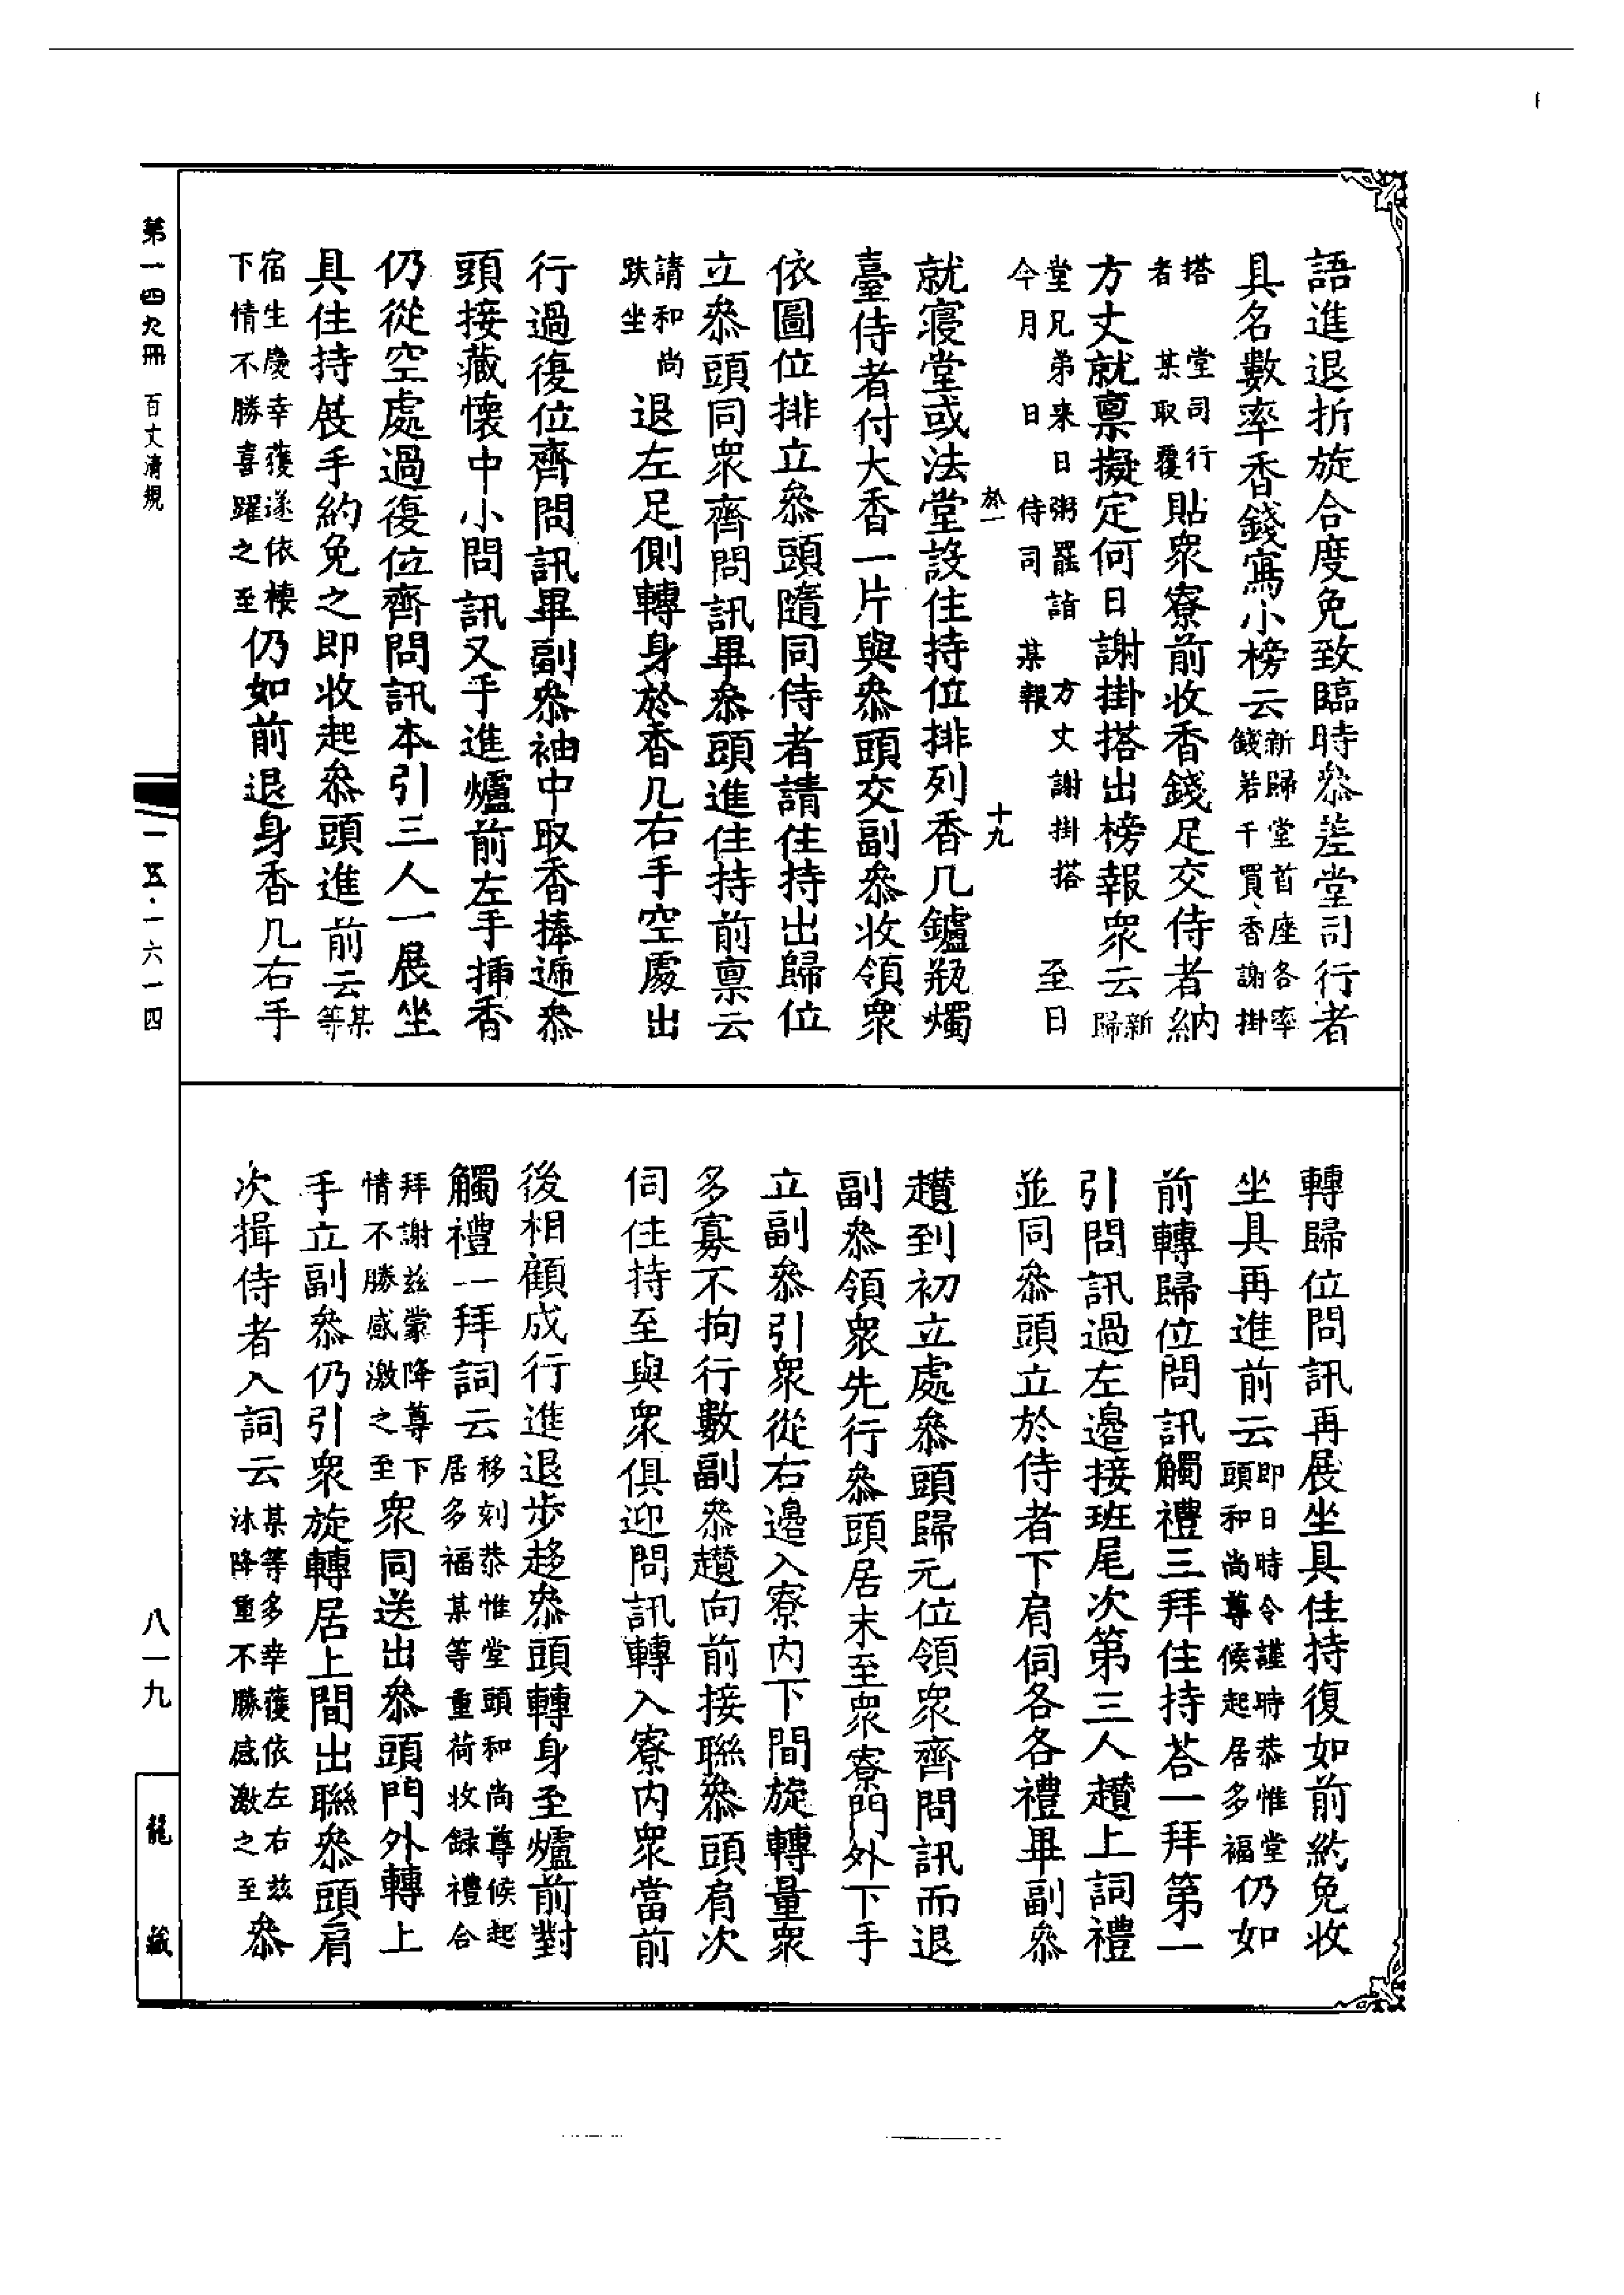 語進退折旋合度免致臨時叅差堂司行者
具名數率香錢寫小榜云新歸堂首座各率錢若干買香謝掛
搭堂司行者某取覆貼衆寮前收香錢足交侍者納
方丈就禀擬定何日謝掛搭出榜報衆云新歸
堂兄弟来日粥罷詣方丈謝掛搭至日
今月日侍司某報
於一 十九
就寢堂或法堂設住持位排列香几鑪瓶燭
臺侍者付大香一片與叅頭交副叅收領衆
依圖位排立叅頭隨同侍者請住持出歸位
立叅頭同衆齊問訊畢叅頭進住持前禀云
請和尚趺坐退左足側轉身於香几右手空處出
行過復位齊問訊畢副叅袖中取香捧遞叅
頭接藏懷中小問訊又手進爐前左手揷香
仍從空處過復位齊問訊本引三人一展坐
具住持展手約免之即收起叅頭進前云某等
宿生慶幸獲遂依棲下情不勝喜躍之至仍如前退身香几右手
轉歸位問訊再展坐具住持復如前約免收
坐具再進前云即日時令謹時恭惟堂頭和尚尊候起居多福仍如
前轉歸位問訊觸禮三拜住持荅一拜第一
引問訊過左邊接班尾次第三人趲上詞禮
並同叅頭立於侍者下肩伺各各禮畢副叅
趲到初立處叅頭歸元位領衆齊問訊而退
副叅領衆先行叅頭居末至衆寮門外下手
立副叅引衆從右邊入寮内下間旋轉量衆
多寡不拘行數副叅趲向前接聯叅頭肩次
伺住持至與衆俱迎問訊轉入寮内衆當前
後相顧成行進退步趍叅頭轉身至爐前對
觸禮一拜詞云移刻恭惟堂頭和尚尊候起居多福某等重荷收録禮合
拜謝兹蒙降尊下情不勝感激之至衆同送出叅頭門外轉上
手立副叅仍引衆旋轉居上間出聯叅頭肩
次揖侍者入詞云某等多幸獲依左右兹沐降重不勝感激之至叅
第一四九冊 百丈清規
一五·一六一四
八一九
龍藏